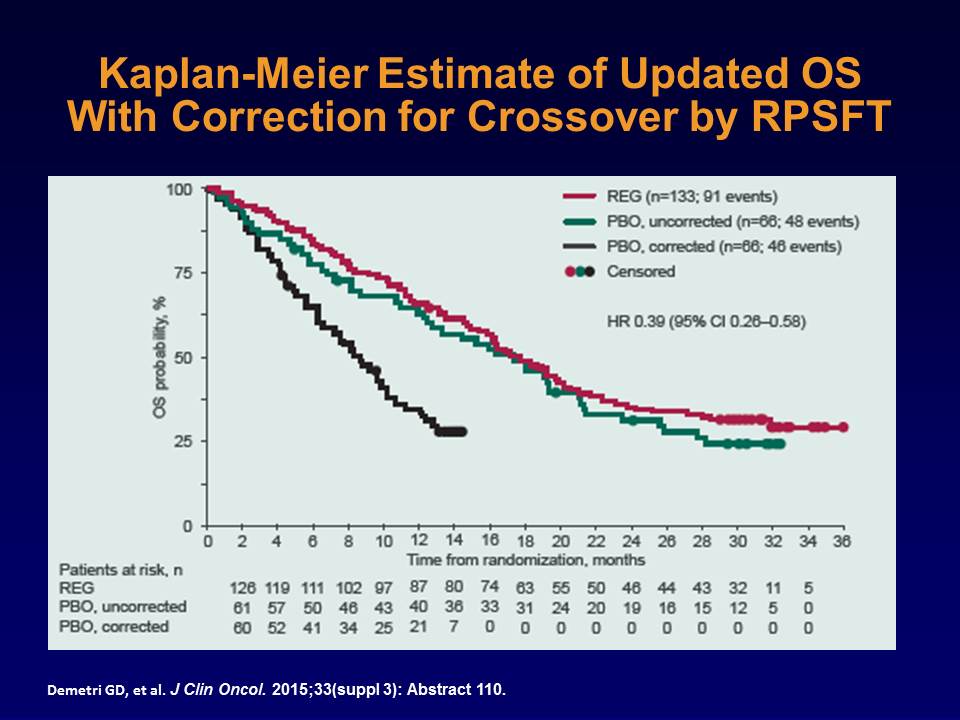 Kaplan-Meier Estimate of Updated OS
With Correction for Crossover by RPSFT
100
75
50
25
0
OS probability, %
REG (n=133; 91 events)
PBO, uncorrected (n=66; 48 events)
PBO, corrected (n=66; 46 events)
Censored
HR 0.39 (95% CI 0.26–0.58)
0 2 4 6 8 10 12 14 16 18 20 22 24 26 28 30 32 34 36
Time from randomization, months
Patients at risk, n
REG 126 119 111 102 97 87 80 74 63 55 50 46 44 43 32 11 5
PBO, uncorrected 61 57 50 46 43 40 36 33 31 24 20 19 16 15 12 5 0
PBO, corrected 60 52 41 34 25 21 7 0 0 0 0 0 0 0 0 0 0
Demetri GD, et al. J Clin Oncol. 2015;33(suppl 3): Abstract 110.